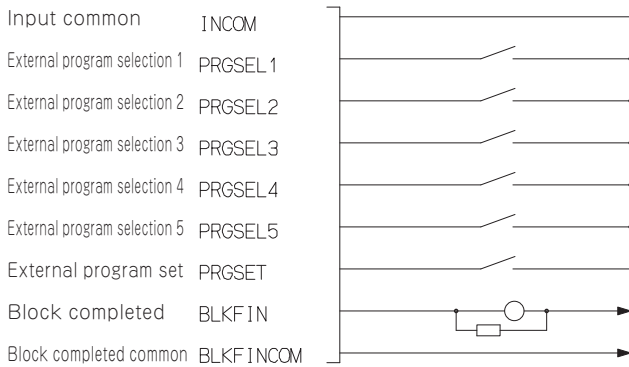 Input common INCOM
External program selection 1 PRGSEL1
External program selection 2 PRGSEL2
External program selection 3 PRGSEL3
External program selection 4 PRGSEL4
External program selection 5 PRGSEL5
External program set PRGSET
Block completed BLKFIN
Block completed common BLKFINCOM